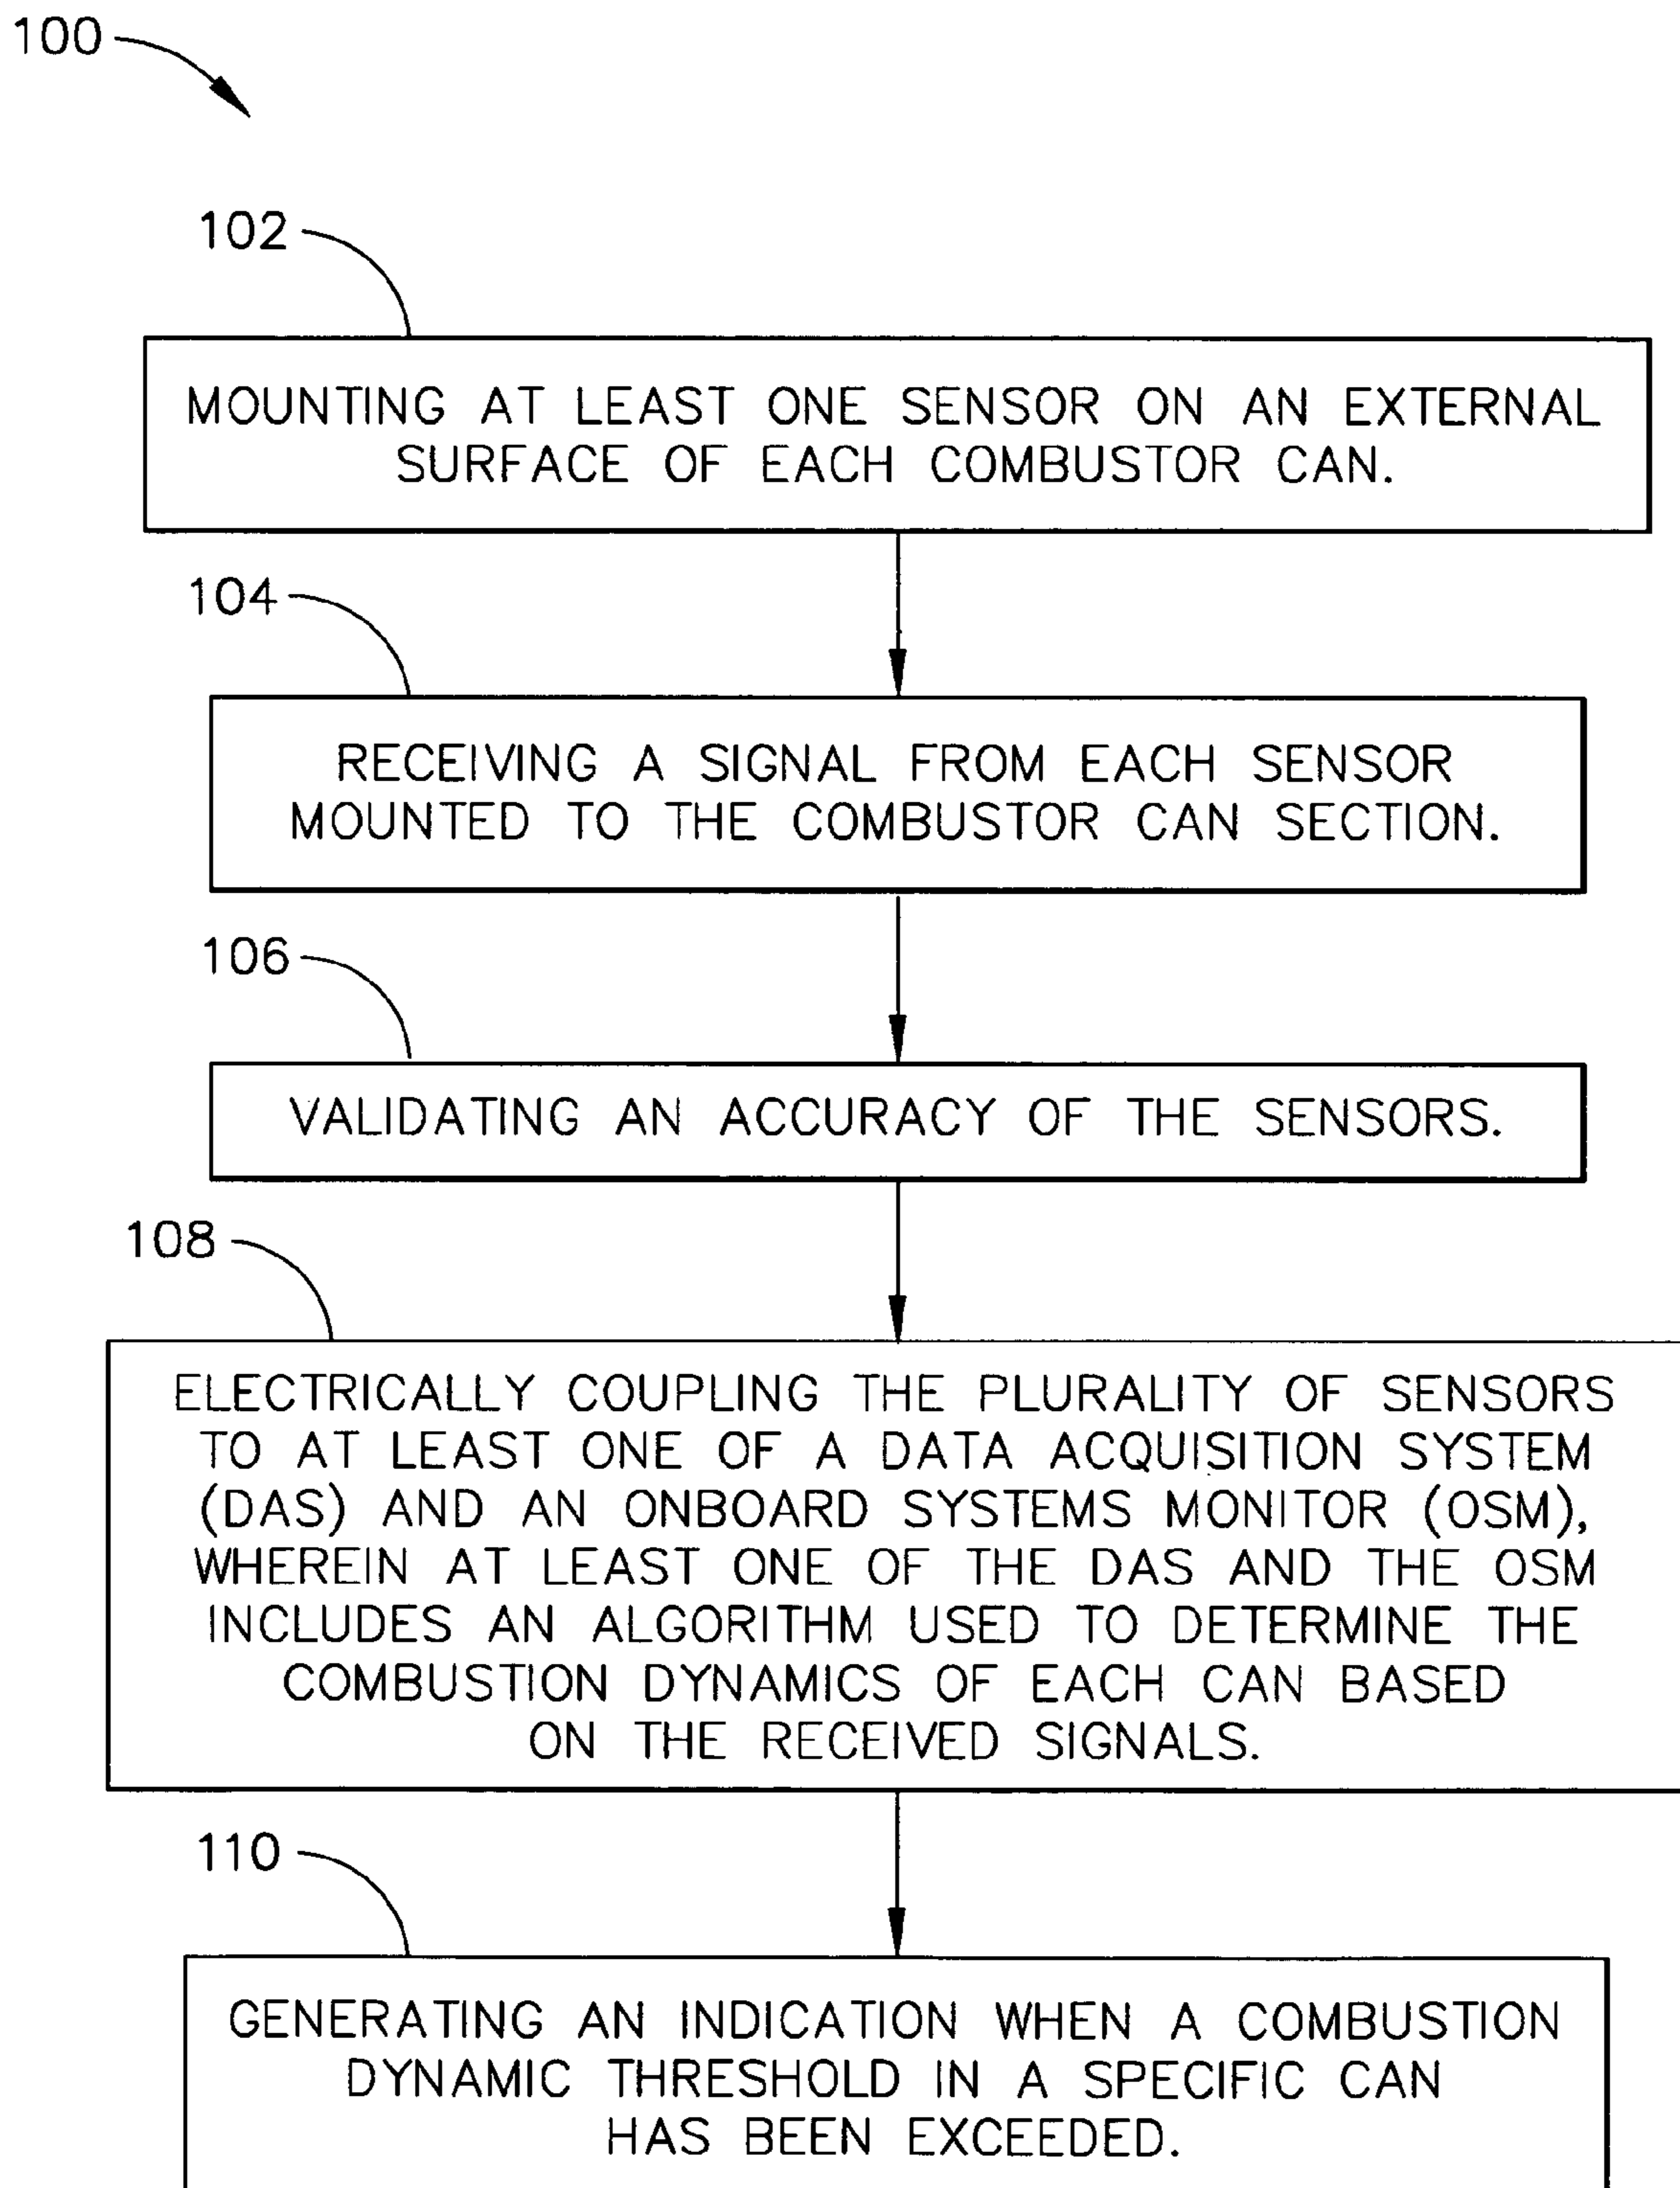 100
102
MOUNTING AT LEAST ONE SENSOR ON AN EXTERNAL
SURFACE OF EACH COMBUSTOR CAN.
104
RECEIVING A SIGNAL FROM EACH SENSOR
MOUNTED TO THE COMBUSTOR CAN SECTION.
106
VALIDATING AN ACCURACY OF THE SENSORS.
108
ELECTRICALLY COUPLING THE PLURALITY OF SENSORS
TO AT LEAST ONE OF A DATA ACQUISITION SYSTEM
(DAS) AND AN ONBOARD SYSTEMS MONITOR (OSM),
WHEREIN AT LEAST ONE OF THE DAS AND THE OSM
INCLUDES AN ALGORITHM USED TO DETERMINE THE
COMBUSTION DYNAMICS OF EACH CAN BASED
ON THE RECEIVED SIGNALS.
110
GENERATING AN INDICATION WHEN A COMBUSTION
DYNAMIC THRESHOLD IN A SPECIFIC CAN
HAS BEEN EXCEEDED.